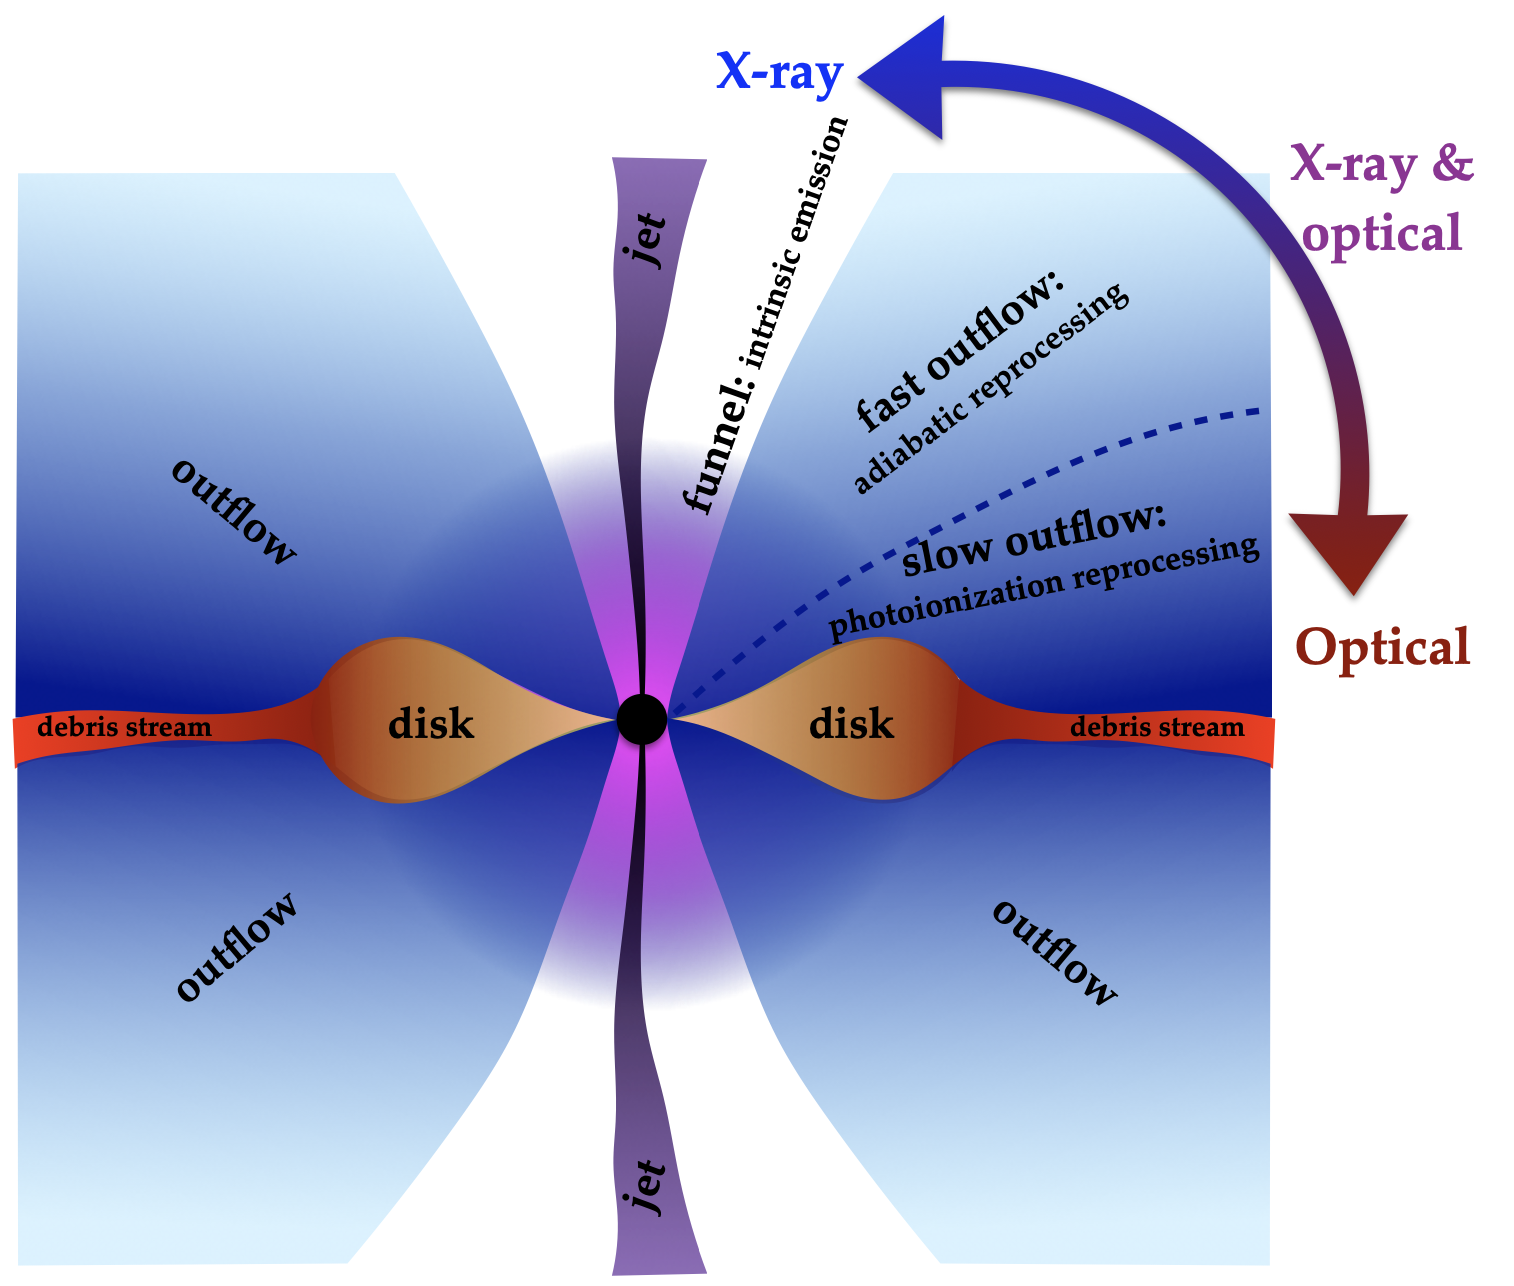 X-ray
X-ray &
optical
jet
funnel: intrinsic emission
fast outflow:
adiabatic reprocessing
outflow
slow outflow:
photoionization reprocessing
Optical
debris stream
disk
disk
debris stream
outflow
outflow
jet